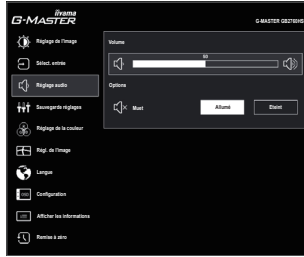 iiyama
G-MASTER
G-MASTER GB2760HS
Réglage de l'image
Volume
50
Sélect. entrée
Réglage audio
Options
Muet
Allumé
Eteint
Sauvegarde réglages
Réglage de la couleur
Régl. de l'image
Langue
Configuration
Afficher les informations
Remise à zéro